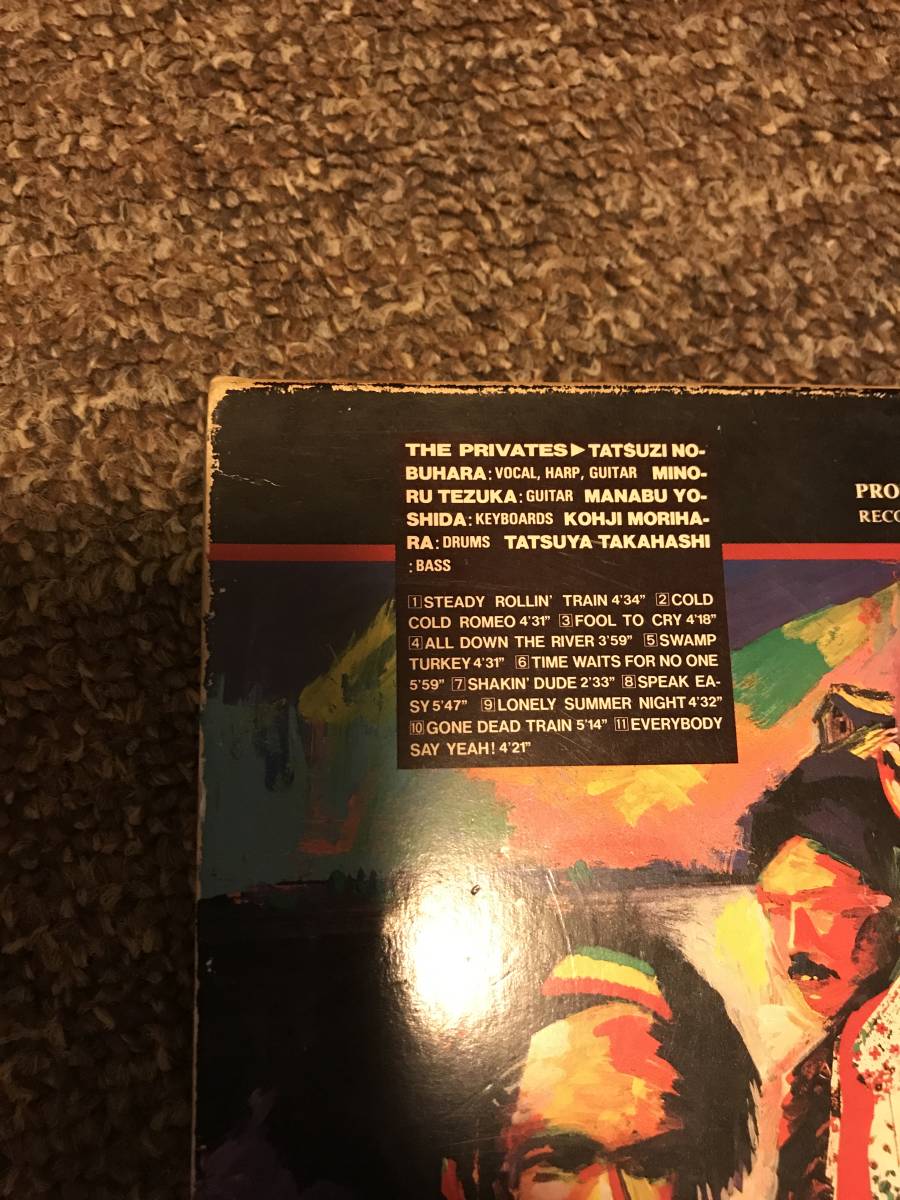 THE PRIVATES▶TATSUZI NO-
BUHARA:VOCAL, HARP, GUITAR MINO-
RU TEZUKA:GUITAR MANABU YO-
SHIDA:KEYBOARDS KOHJI MORIHA-
RA:DRUMS TATSUYA TAKAHASHI
:BASS
1 STEADY ROLLIN' TRAIN 4'34" 2 COLD
COLD ROMEO 4'31" 3 FOOL TO CRY 4'18"
4 ALL DOWN THE RIVER 3'59" 5 SWAMP
TURKEY 4'31" 6 TIME WAITS FOR NO ONE
5'59" 7 SHAKIN' DUDE 2'33" 8 SPEAK EA-
SY 5'47" 9 LONELY SUMMER NIGHT 4'32"
10 GONE DEAD TRAIN 5'14" 11 EVERYBODY
SAY YEAH! 4'21"
PRO
RECO